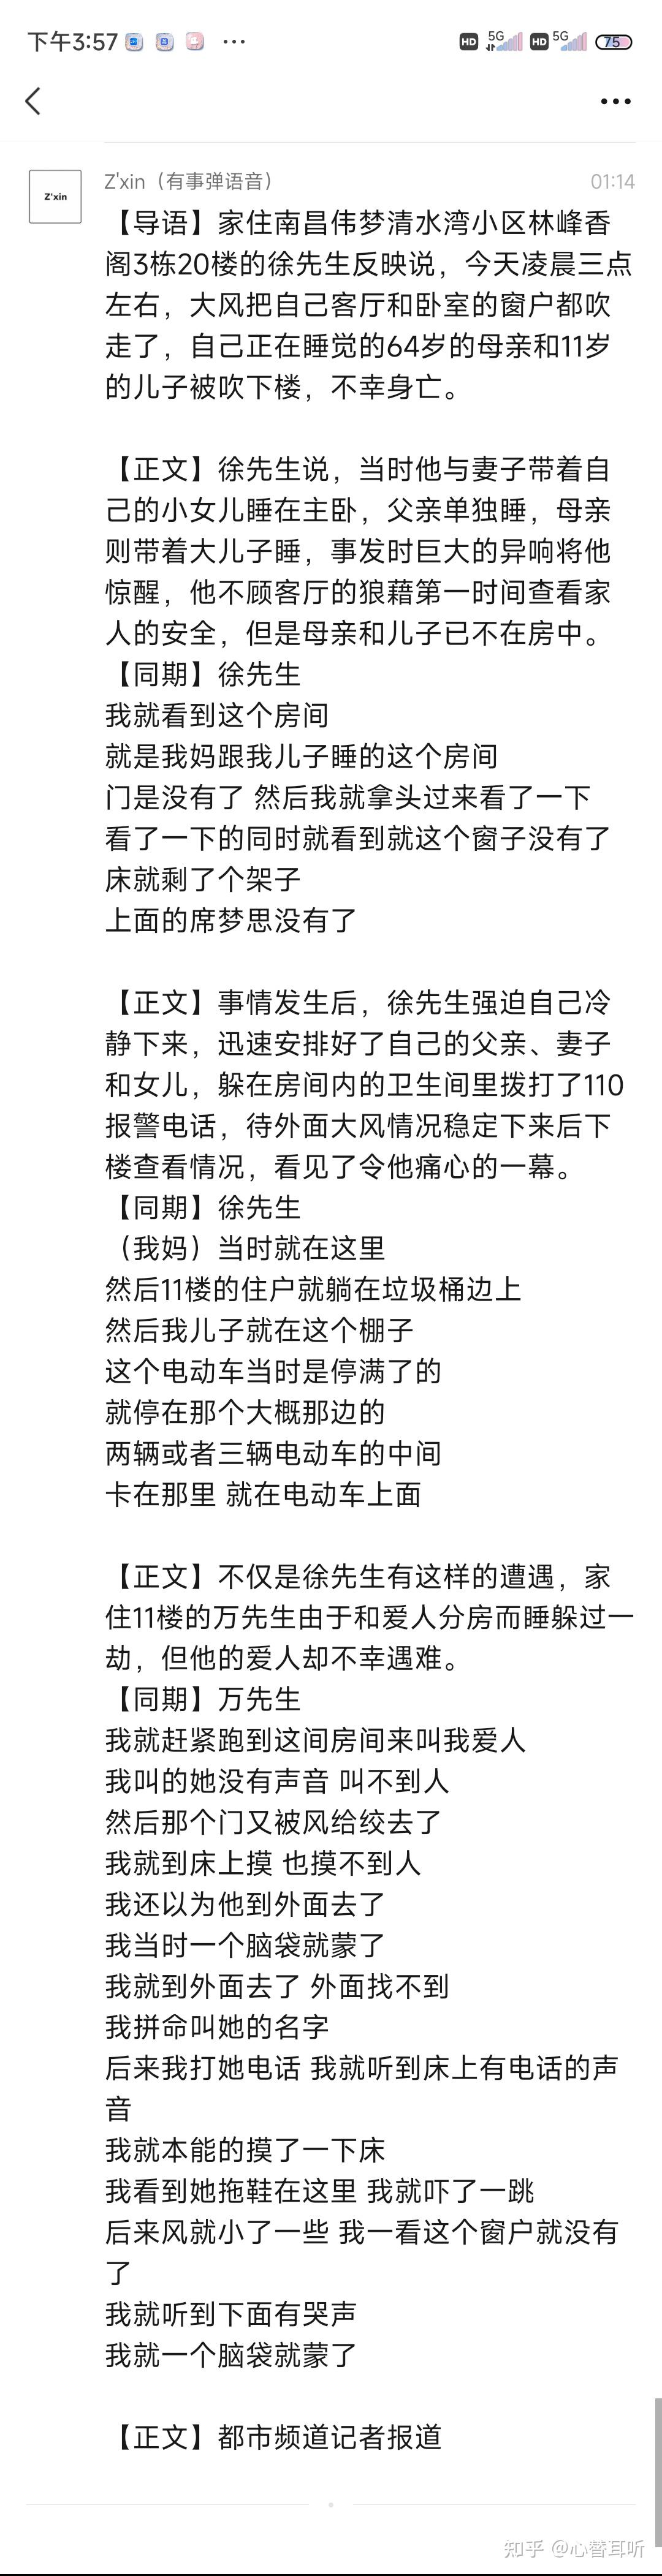 下午3:57
HD 5G HD 5G 75
Z'xin
Z'xin（有事弹语音） 01:14
【导语】家住南昌伟梦清水湾小区林峰香
阁3栋20楼的徐先生反映说，今天凌晨三点
左右，大风把自己客厅和卧室的窗户都吹
走了，自己正在睡觉的64岁的母亲和11岁
的儿子被吹下楼，不幸身亡。
【正文】徐先生说，当时他与妻子带着自
己的小女儿睡在主卧，父亲单独睡，母亲
则带着大儿子睡，事发时巨大的异响将他
惊醒，他不顾客厅的狼藉第一时间查看家
人的安全，但是母亲和儿子已不在房中。
【同期】徐先生
我就看到这个房间
就是我妈跟我儿子睡的这个房间
门是没有了 然后我就拿头过来看了一下
看了一下的同时就看到就这个窗子没有了
床就剩了个架子
上面的席梦思没有了
【正文】事情发生后，徐先生强迫自己冷
静下来，迅速安排好了自己的父亲、妻子
和女儿，躲在房间内的卫生间里拨打了110
报警电话，待外面大风情况稳定下来后下
楼查看情况，看见了令他痛心的一幕。
【同期】徐先生
（我妈）当时就在这里
然后11楼的住户就躺在垃圾桶边上
然后我儿子就在这个棚子
这个电动车当时是停满了的
就停在那个大概那边的
两辆或者三辆电动车的中间
卡在那里 就在电动车上面
【正文】不仅是徐先生有这样的遭遇，家
住11楼的万先生由于和爱人分房而睡躲过一
劫，但他的爱人却不幸遇难。
【同期】万先生
我就赶紧跑到这间房间来叫我爱人
我叫的她没有声音 叫不到人
然后那个门又被风给绞去了
我就到床上摸 也摸不到人
我还以为他到外面去了
我当时一个脑袋就蒙了
我就到外面去了 外面找不到
我拼命叫她的名字
后来我打她电话 我就听到床上有电话的声
音
我就本能的摸了一下床
我看到她拖鞋在这里 我就吓了一跳
后来风就小了一些 我一看这个窗户就没有
了
我就听到下面有哭声
我就一个脑袋就蒙了
【正文】都市频道记者报道
知乎 @心替耳听